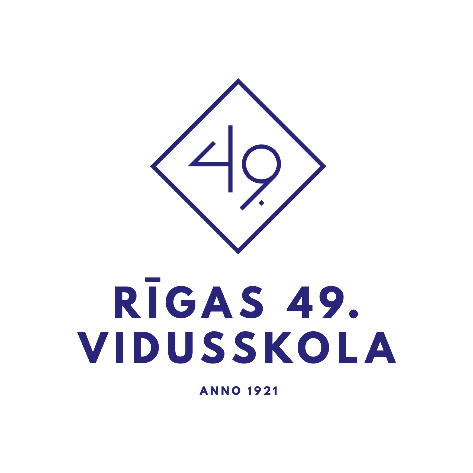 49.
RĪGAS 49.
VIDUSSKOLA
ANNO 1921